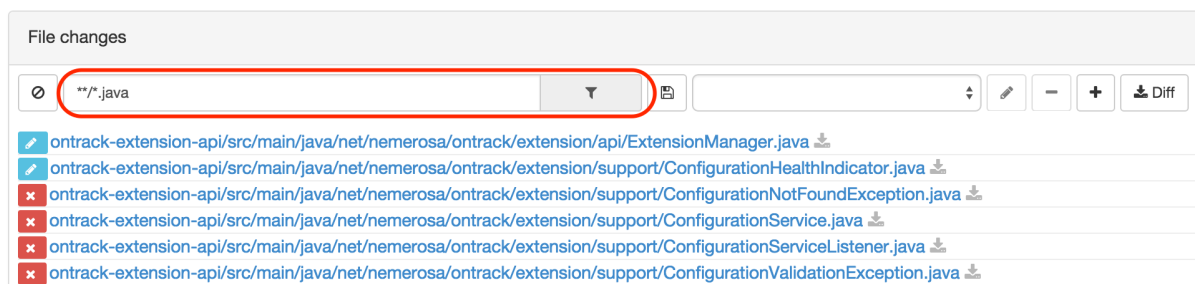 File changes
**/*.java
Diff
ontrack-extension-api/src/main/java/net/nemerosa/ontrack/extension/api/ExtensionManager.java
ontrack-extension-api/src/main/java/net/nemerosa/ontrack/extension/support/ConfigurationHealthIndicator.java
ontrack-extension-api/src/main/java/net/nemerosa/ontrack/extension/support/ConfigurationNotFoundException.java
ontrack-extension-api/src/main/java/net/nemerosa/ontrack/extension/support/ConfigurationService.java
ontrack-extension-api/src/main/java/net/nemerosa/ontrack/extension/support/ConfigurationServiceListener.java
ontrack-extension-api/src/main/java/net/nemerosa/ontrack/extension/support/ConfigurationValidationException.java